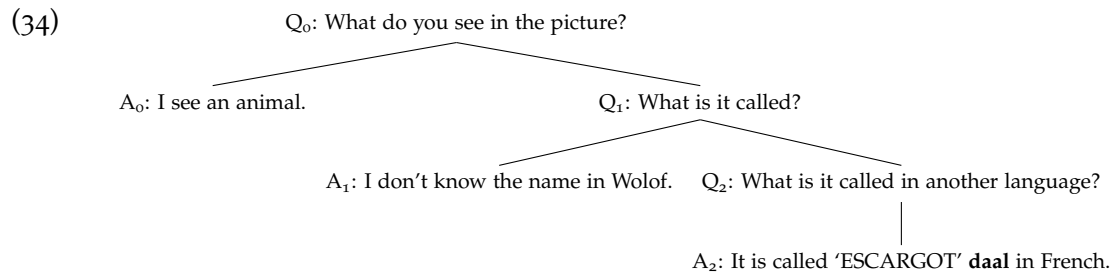 (34) Q₀: What do you see in the picture?
A₀: I see an animal. Q₁: What is it called?
A₁: I don't know the name in Wolof. Q₂: What is it called in another language?
A₂: It is called ‘ESCARGOT’ daal in French.